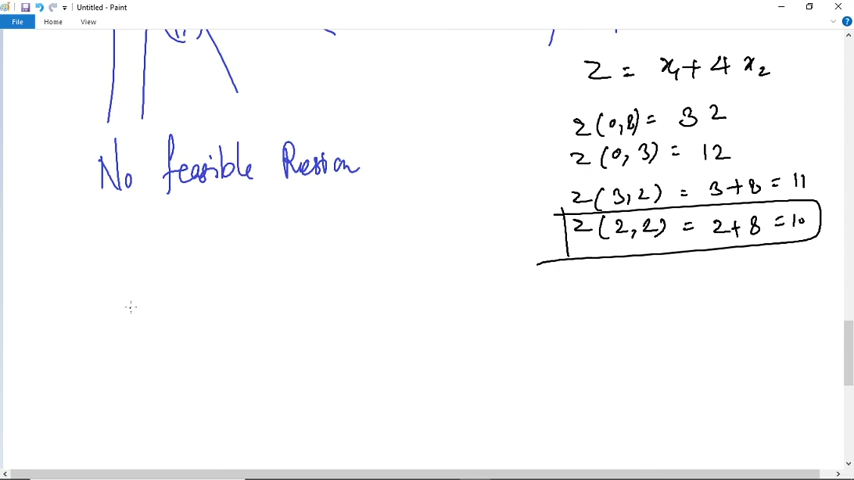 Untitled - Paint
File Home View
Z = x₁ + 4 x₂
z(0,8) = 32
z(0,3) = 12
z(3,2) = 3+8 = 11
z(2,2) = 2+8 = 10
No feasible